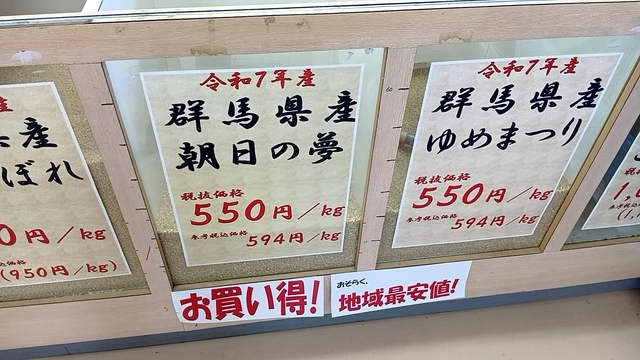 産
ぼれ
0円/kg
(950円/kg)
令和7年産
群馬県産
朝日の夢
税抜価格
550円/kg
参考税込価格
594円/kg
令和7年産
群馬県産
ゆめまつり
税抜価格
550円/kg
参考税込価格
594円/kg
お買い得!
おそらく、
地域最安値!